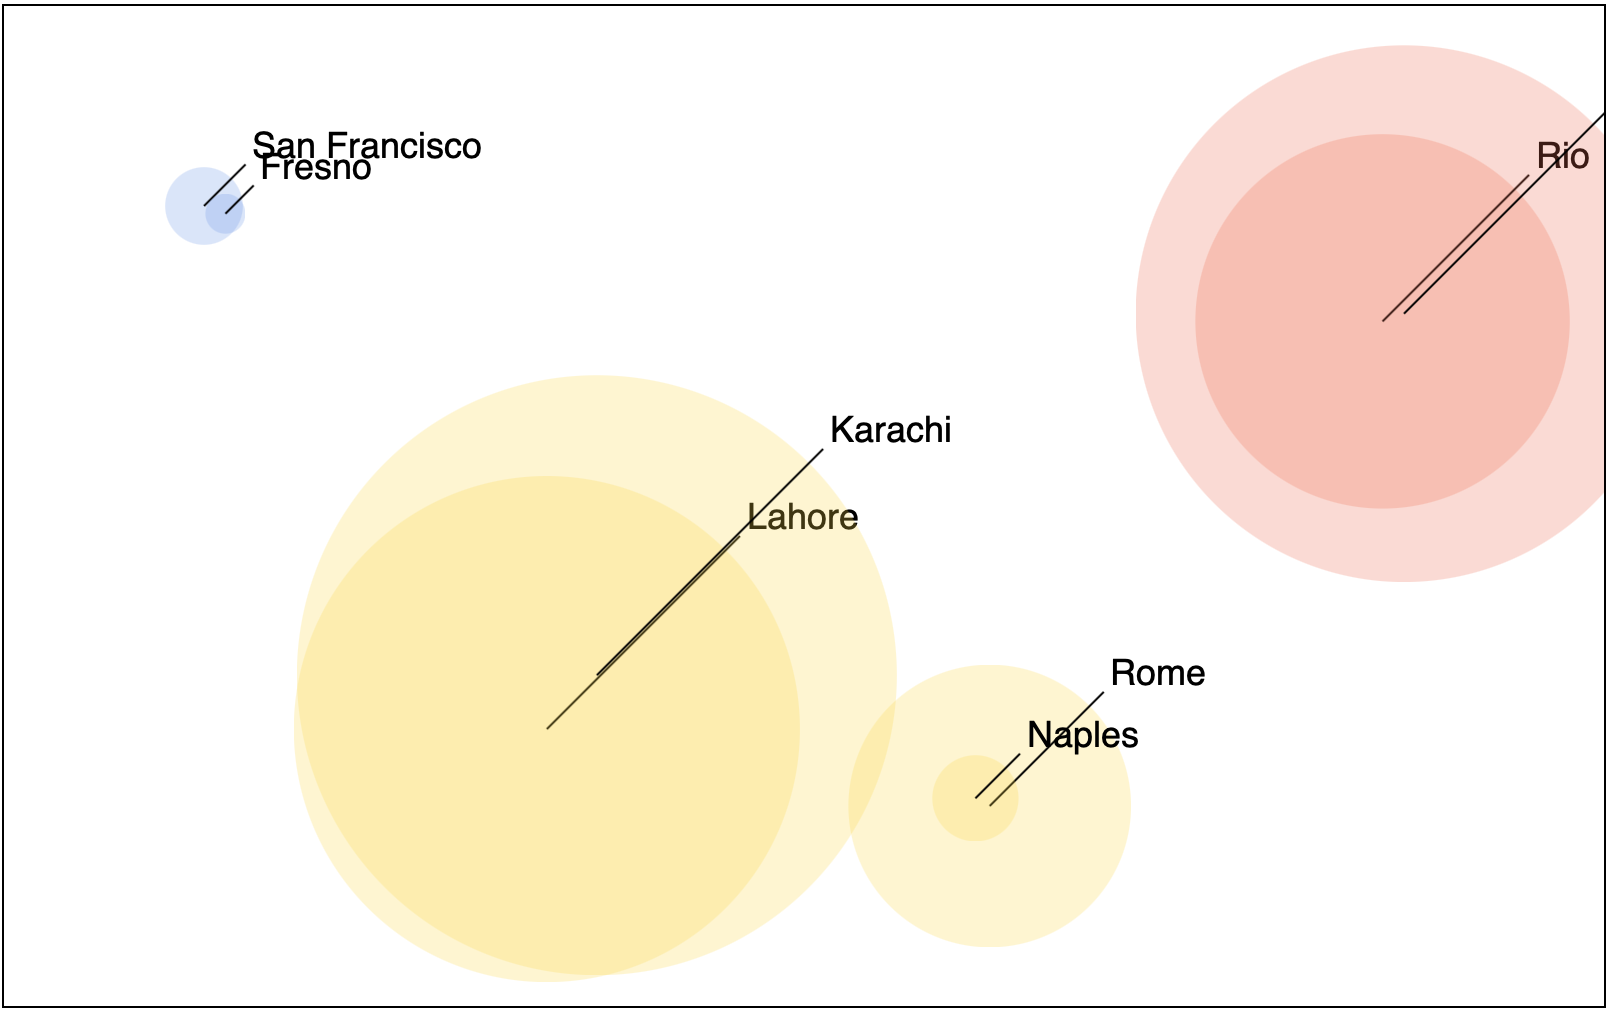 San Francisco
Fresno
Rio
Karachi
Lahore
Rome
Naples